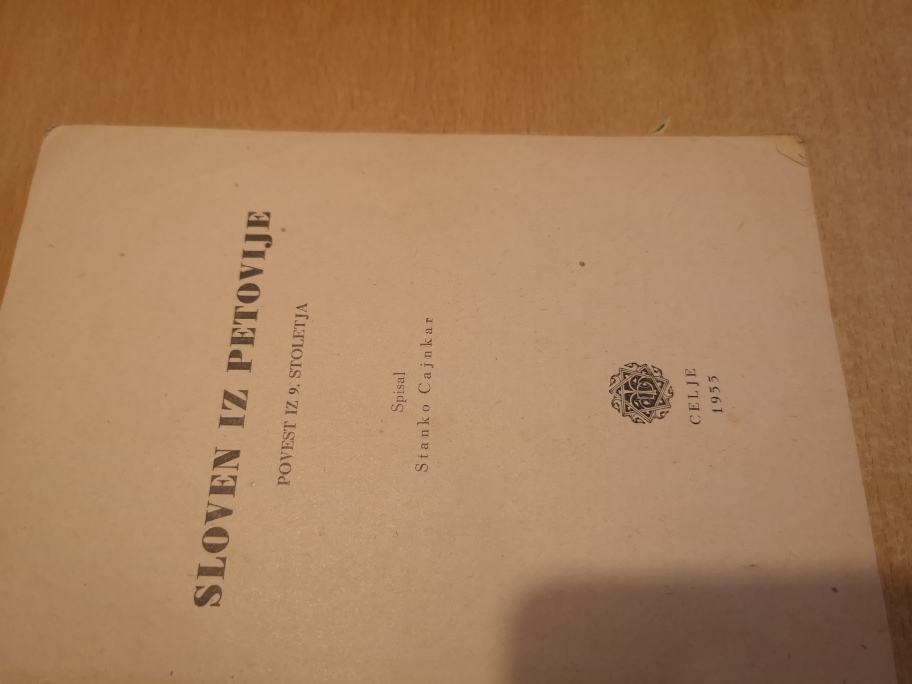 SLOVEN IZ PETOVIJE
POVEST IZ 9. STOLETJA
Spisal
Stanko Cajnkar
CELJE
1955